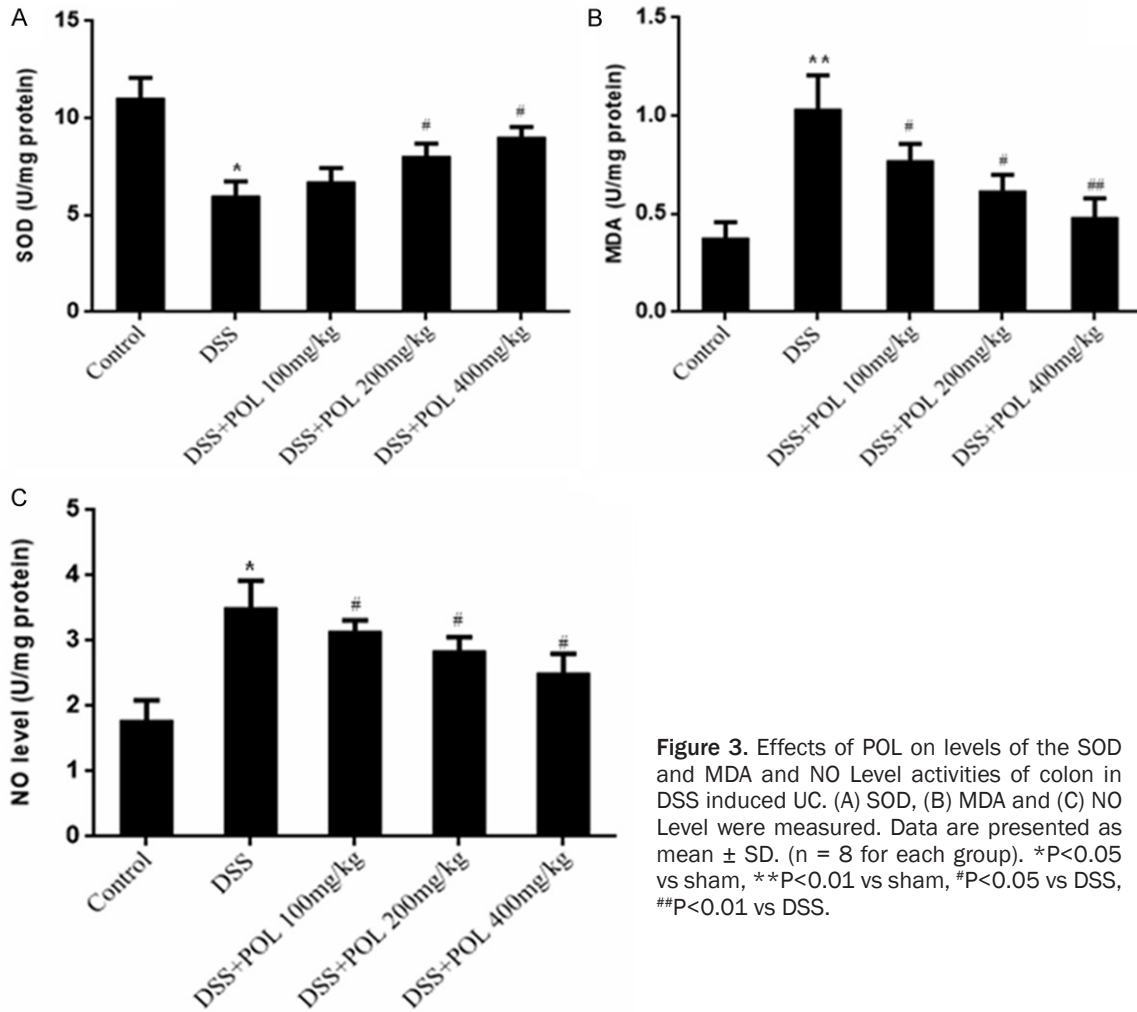 A
SOD (U/mg protein)
15
10
5
0
*
#
#
Control
DSS
DSS+POL 100mg/kg
DSS+POL 200mg/kg
DSS+POL 400mg/kg
B
MDA (U/mg protein)
1.5
1.0
0.5
0.0
**
#
#
##
Control
DSS
DSS+POL 100mg/kg
DSS+POL 200mg/kg
DSS+POL 400mg/kg
C
NO level (U/mg protein)
5
4
3
2
1
0
*
#
#
#
Control
DSS
DSS+POL 100mg/kg
DSS+POL 200mg/kg
DSS+POL 400mg/kg
Figure 3. Effects of POL on levels of the SOD
and MDA and NO Level activities of colon in
DSS induced UC. (A) SOD, (B) MDA and (C) NO
Level were measured. Data are presented as
mean ± SD. (n = 8 for each group). *P<0.05
vs sham, **P<0.01 vs sham, #P<0.05 vs DSS,
##P<0.01 vs DSS.